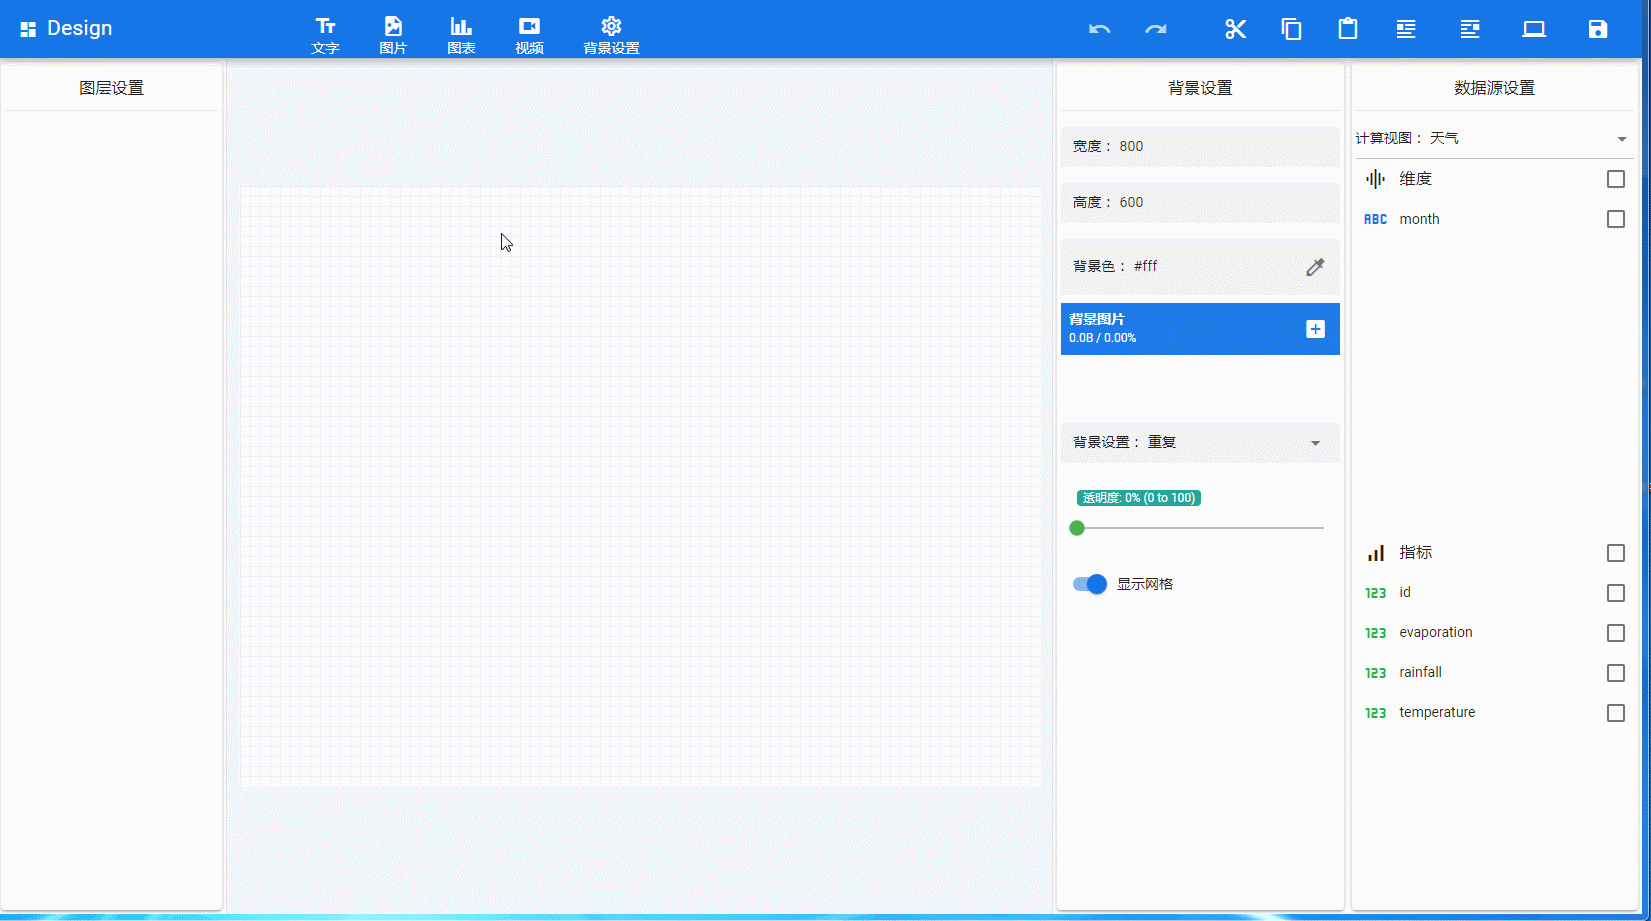 Design
文字
图片
图表
视频
背景设置
图层设置
背景设置
宽度： 800
高度： 600
背景色： #fff
背景图片
0.0B / 0.00%
背景设置： 重复
透明度: 0% (0 to 100)
显示网格
数据源设置
计算视图： 天气
维度
ABC month
指标
123 id
123 evaporation
123 rainfall
123 temperature